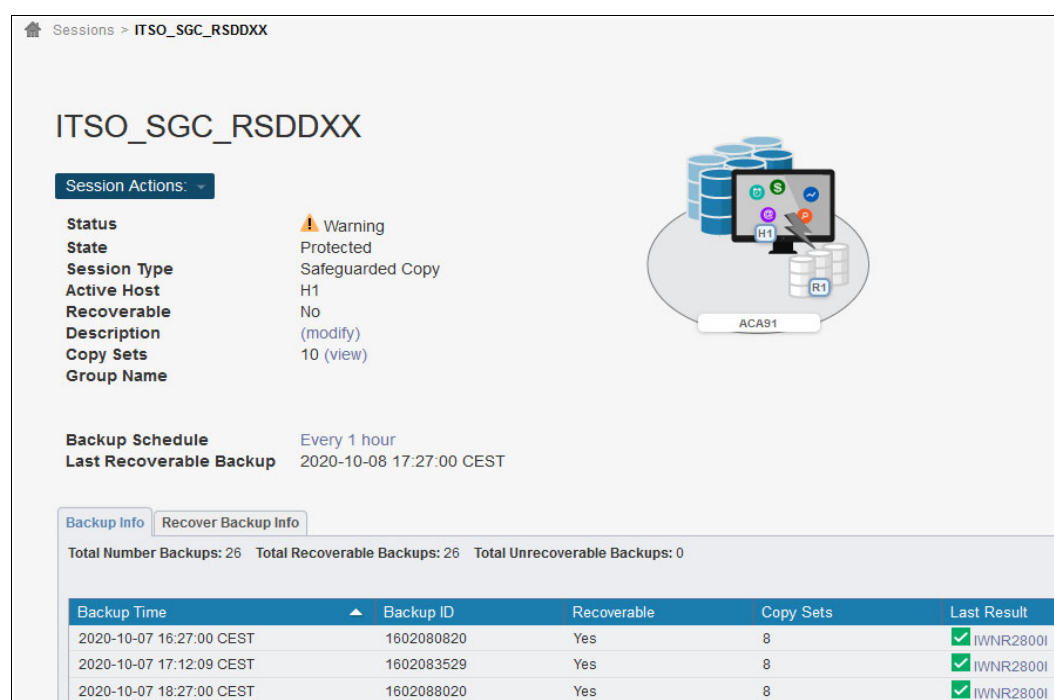 Sessions > ITSO_SGC_RSDDXX
ITSO_SGC_RSDDXX
Session Actions:
Status Warning
State Protected
Session Type Safeguarded Copy
Active Host H1
Recoverable No
Description (modify)
Copy Sets 10 (view)
Group Name
H1
R1
ACA91
Backup Schedule Every 1 hour
Last Recoverable Backup 2020-10-08 17:27:00 CEST
Backup Info Recover Backup Info
Total Number Backups: 26 Total Recoverable Backups: 26 Total Unrecoverable Backups: 0
Backup Time Backup ID Recoverable Copy Sets Last Result
2020-10-07 16:27:00 CEST 1602080820 Yes 8 IWNR2800I
2020-10-07 17:12:09 CEST 1602083529 Yes 8 IWNR2800I
2020-10-07 18:27:00 CEST 1602088020 Yes 8 IWNR2800I